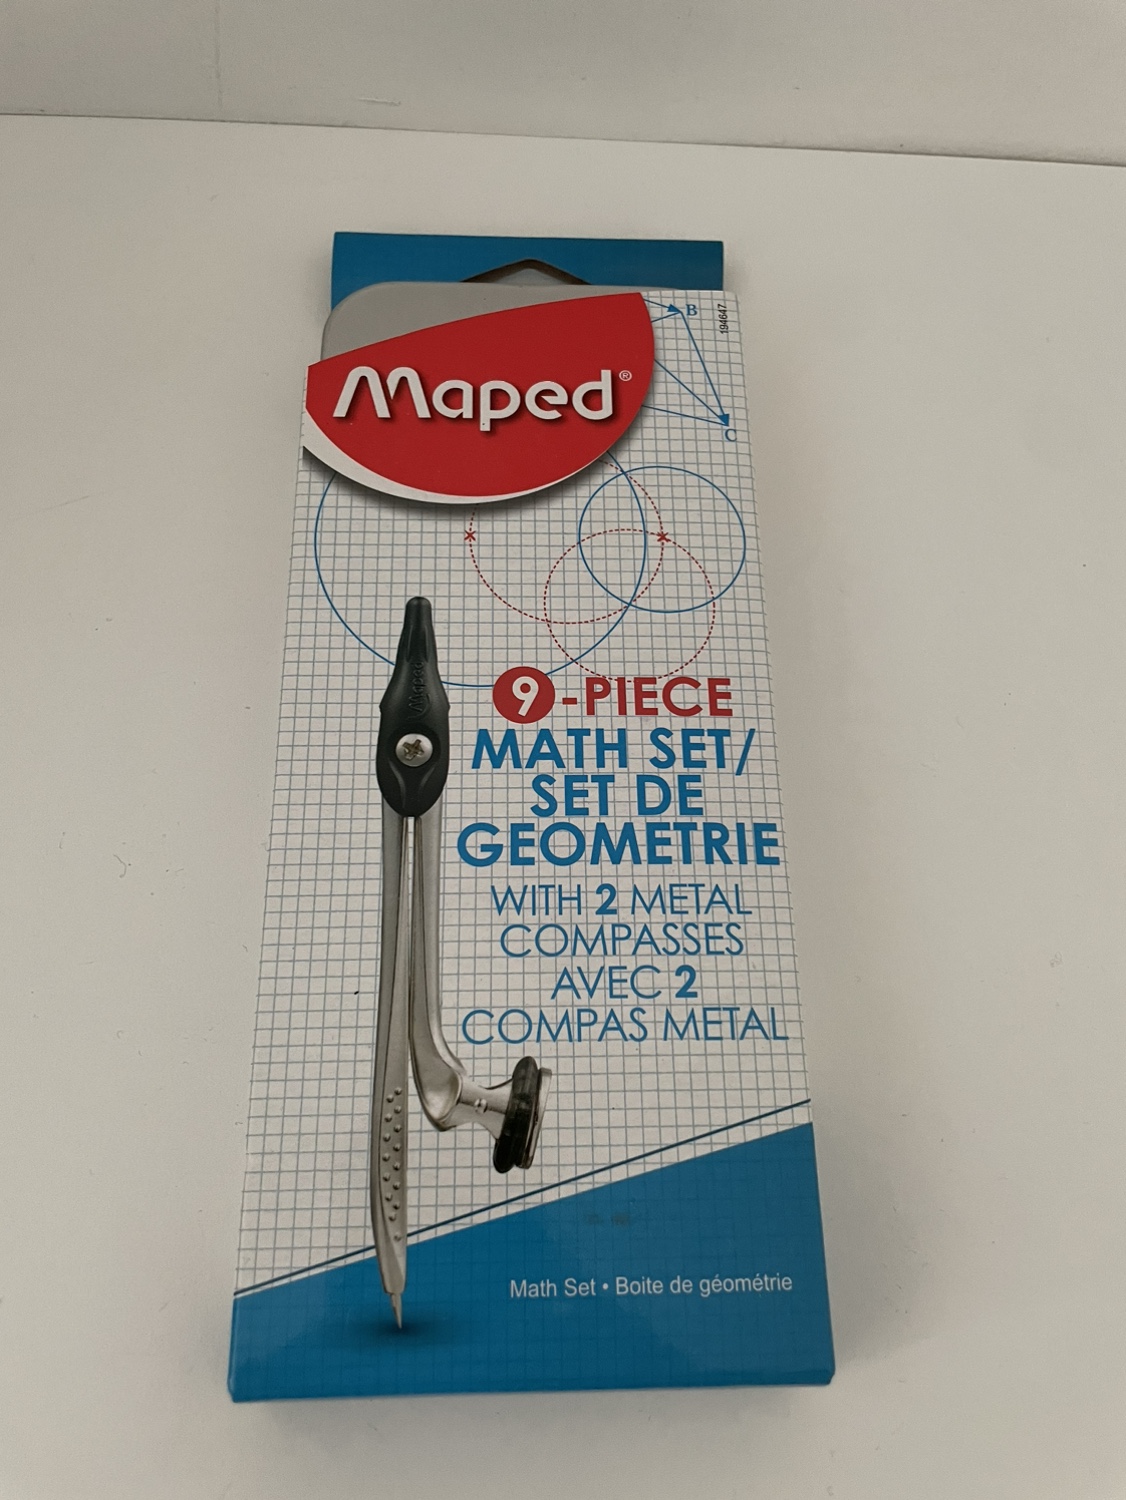 B
194647
Maped®
C
Maped
9-PIECE
MATH SET/
SET DE
GEOMETRIE
WITH 2 METAL
COMPASSES
AVEC 2
COMPAS METAL
Math Set • Boite de géométrie